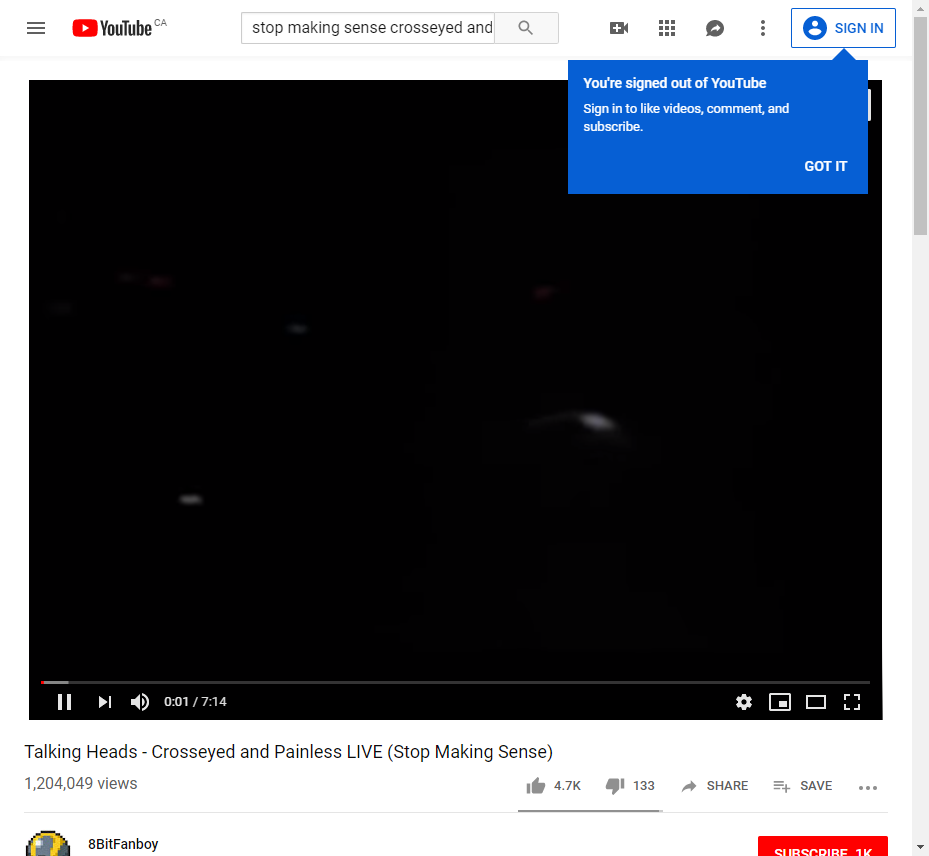 YouTube CA
stop making sense crosseyed and
SIGN IN
You're signed out of YouTube
Sign in to like videos, comment, and
subscribe.
GOT IT
0:01 / 7:14
Talking Heads - Crosseyed and Painless LIVE (Stop Making Sense)
1,204,049 views
4.7K
133
SHARE
SAVE
8BitFanboy
SUBSCRIBE 1K